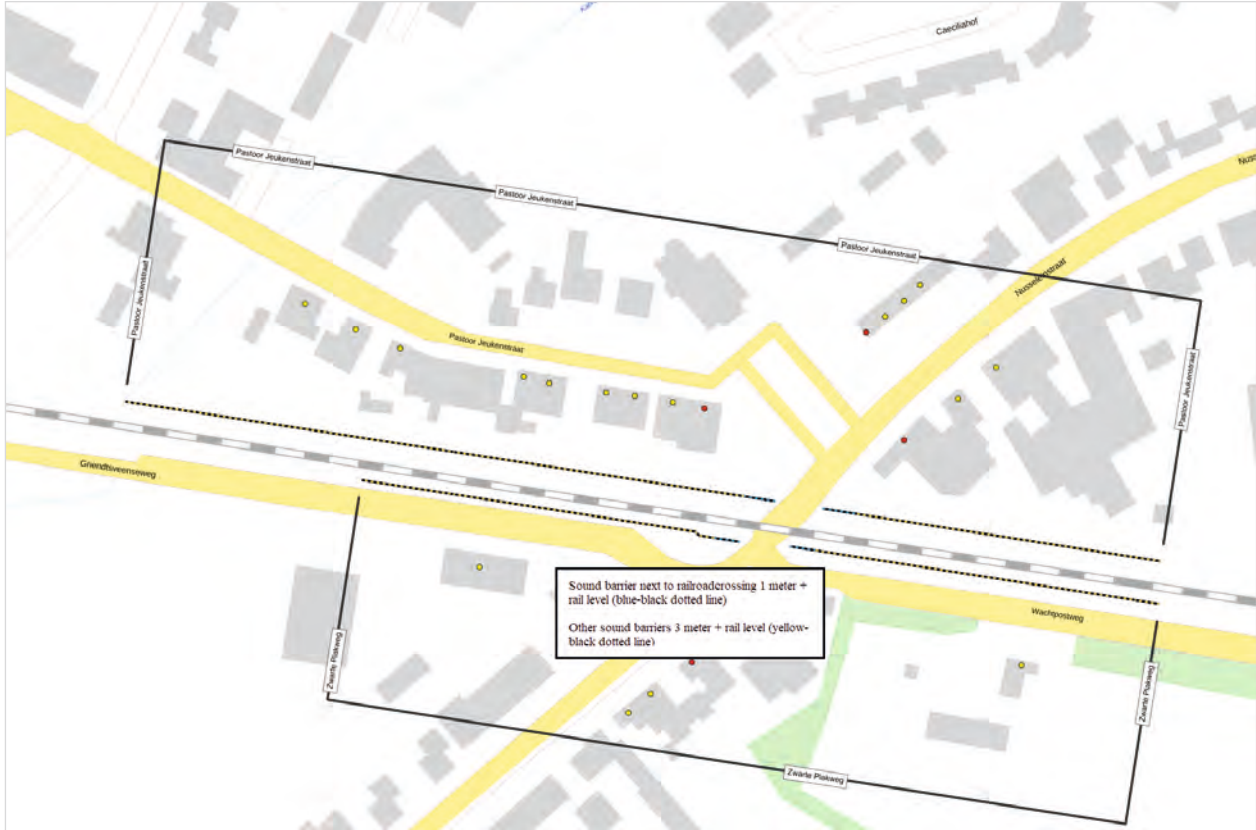 Caeciliahof
Pastoor Jeukenstraat
Pastoor Jeukenstraat
Pastoor Jeukenstraat
Pastoor Jeukenstraat
Nusseleinstraat
Pastoor Jeukenstraat
Pastoor Jeukenstraat
Griendtsveenseweg
Sound barrier next to railroadcrossing 1 meter +
rail level (blue-black dotted line)
Other sound barriers 3 meter + rail level (yellow-
black dotted line)
Wachtpostweg
Zwarte Plakweg
Zwarte Plakweg
Zwarte Plakweg